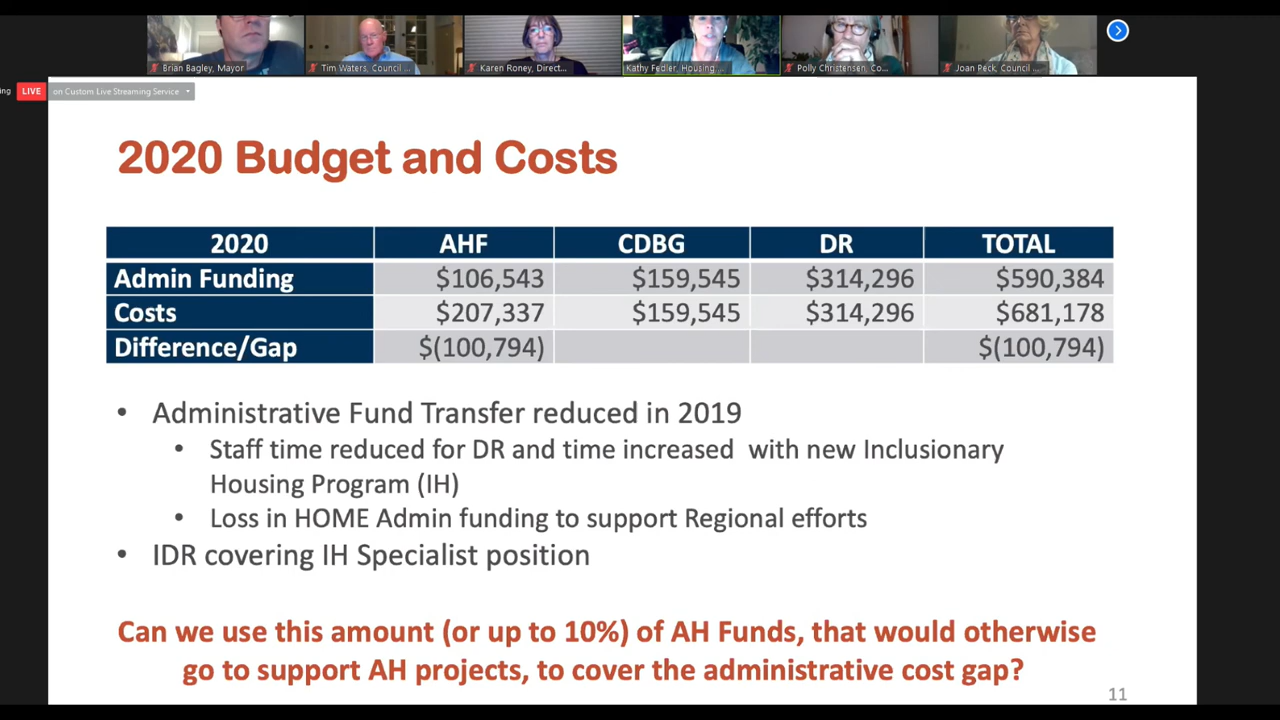 Brian Bagley, Mayor
Tim Waters, Council ...
Karen Roney, Direct...
Kathy Fedler, Housing ...
Polly Christensen, Co...
Joan Peck, Council ...
ing LIVE on Custom Live Streaming Service
2020 Budget and Costs
2020 AHF CDBG DR TOTAL
Admin Funding $106,543 $159,545 $314,296 $590,384
Costs $207,337 $159,545 $314,296 $681,178
Difference/Gap $(100,794) $(100,794)
• Administrative Fund Transfer reduced in 2019
• Staff time reduced for DR and time increased with new Inclusionary
Housing Program (IH)
• Loss in HOME Admin funding to support Regional efforts
• IDR covering IH Specialist position
Can we use this amount (or up to 10%) of AH Funds, that would otherwise
go to support AH projects, to cover the administrative cost gap?
11